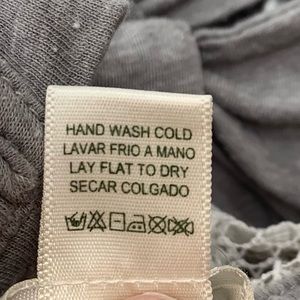 HAND WASH COLD
LAVAR FRIO A MANO
LAY FLAT TO DRY
SECAR COLGADO